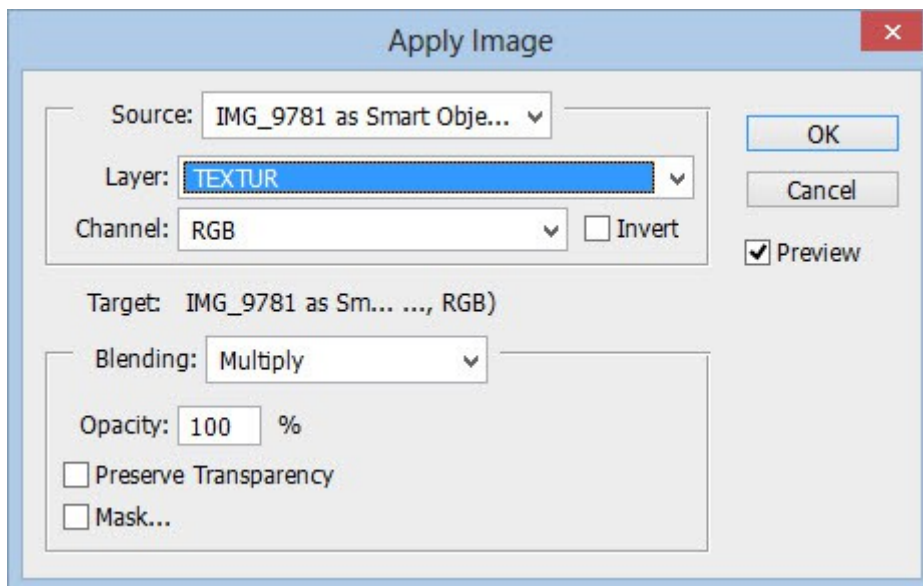 Apply Image
Source: IMG_9781 as Smart Obje...
OK
Layer: TEXTUR
Cancel
Channel: RGB Invert
Preview
Target: IMG_9781 as Sm... ..., RGB)
Blending: Multiply
Opacity: 100 %
Preserve Transparency
Mask...